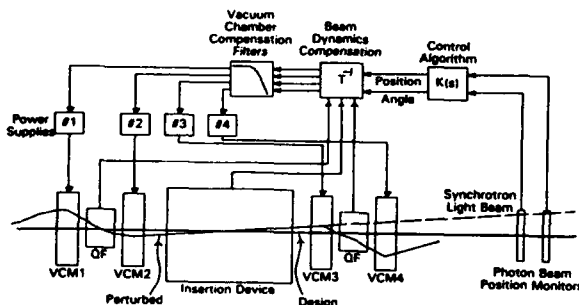 Vacuum
Chamber
Compensation
Filters
Beam
Dynamics
Compensation
Control
Algorithm
T⁻¹
Position
Angle
K(s)
Power
Supplies
#1
#2
#3
#4
Synchrotron
Light Beam
QF
QF
VCM1
VCM2
Insertion Device
VCM3
VCM4
Perturbed
Design
Photon Beam
Position Monitors